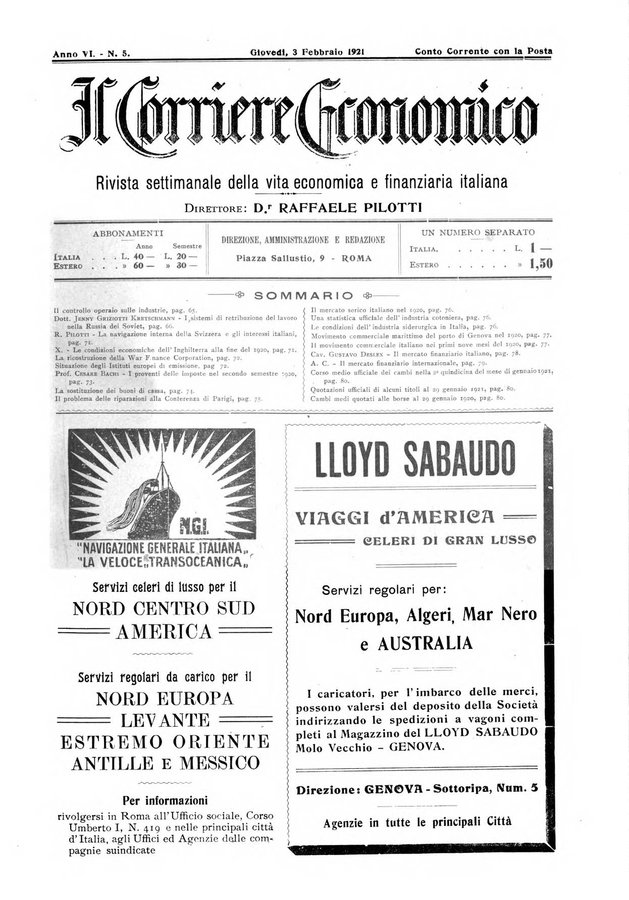 Anno VI. - N. 5.
Giovedì, 3 Febbraio 1921
Conto Corrente con la Posta
Il Corriere Economico
Rivista settimanale della vita economica e finanziaria italiana
DIRETTORE: D.r RAFFAELE PILOTTI
ABBONAMENTI
Anno Semestre
ITALIA . . . L. 40 — L. 20 —
ESTERO . . . » 60 — » 30 —
DIREZIONE, AMMINISTRAZIONE E REDAZIONE
Piazza Sallustio, 9 - ROMA
UN NUMERO SEPARATO
ITALIA. . . . . . L. 1 —
ESTERO . . . . . » 1,50
SOMMARIO
Il controllo operaio sulle industrie, pag. 65.
Dott. JENNY GRIZIOTTI KRETSCHMANN - I sistemi di retribuzione del lavoro
nella Russia dei Soviet, pag. 66.
R. PILOTTI - La navigazione interna della Svizzera e gli interessi italiani,
pag. 71.
X. - Le condizioni economiche dell'Inghilterra alla fine del 1920, pag. 71.
La ricostruzione della War Finance Corporation, pag. 72.
Situazione degli Istituti europei di emissione, pag. 72.
Prof. CESARE BACHI - I proventi delle imposte nel secondo semestre 1920,
pag. 73.
La sostituzione dei buoni di cassa, pag. 74.
Il problema delle riparazioni alla Conferenza di Parigi, pag. 75.
Il mercato serico italiano nel 1920, pag. 76.
Una statistica ufficiale dell'industria cotoniera, pag. 76.
Le condizioni dell'industria siderurgica in Italia, pag. 76.
Movimento commerciale marittimo del porto di Genova nel 1920, pag. 77.
Il movimento commerciale italiano nei primi nove mesi del 1920, pag. 77.
CAV. GUSTAVO DESLEX - Il mercato finanziario italiano, pag. 78.
A. C. - Il mercato finanziario internazionale, pag. 79.
Corso medio ufficiale dei cambi nella 2ª quindicina del mese di gennaio 1921,
pag. 80.
Quotazioni ufficiali di alcuni titoli al 29 gennaio 1921, pag. 80.
Cambi medi quotati alle borse al 29 gennaio 1920, pag. 80.
N.G.I.
"NAVIGAZIONE GENERALE ITALIANA„
"LA VELOCE„ "TRANSOCEANICA„
Servizi celeri di lusso per il
NORD CENTRO SUD
AMERICA
Servizi regolari da carico per il
NORD EUROPA
LEVANTE
ESTREMO ORIENTE
ANTILLE E MESSICO
Per informazioni
rivolgersi in Roma all'Ufficio sociale, Corso
Umberto I, N. 419 e nelle principali città
d'Italia, agli Uffici ed Agenzie dalle com-
pagnie suindicate
LLOYD SABAUDO
VIAGGI d'AMERICA
CELERI DI GRAN LUSSO
Servizi regolari per:
Nord Europa, Algeri, Mar Nero
e AUSTRALIA
I caricatori, per l'imbarco delle merci,
possono valersi del deposito della Società
indirizzando le spedizioni a vagoni com-
pleti al Magazzino del LLOYD SABAUDO
Molo Vecchio - GENOVA.
Direzione: GENOVA - Sottoripa, Num. 5
Agenzie in tutte le principali Città